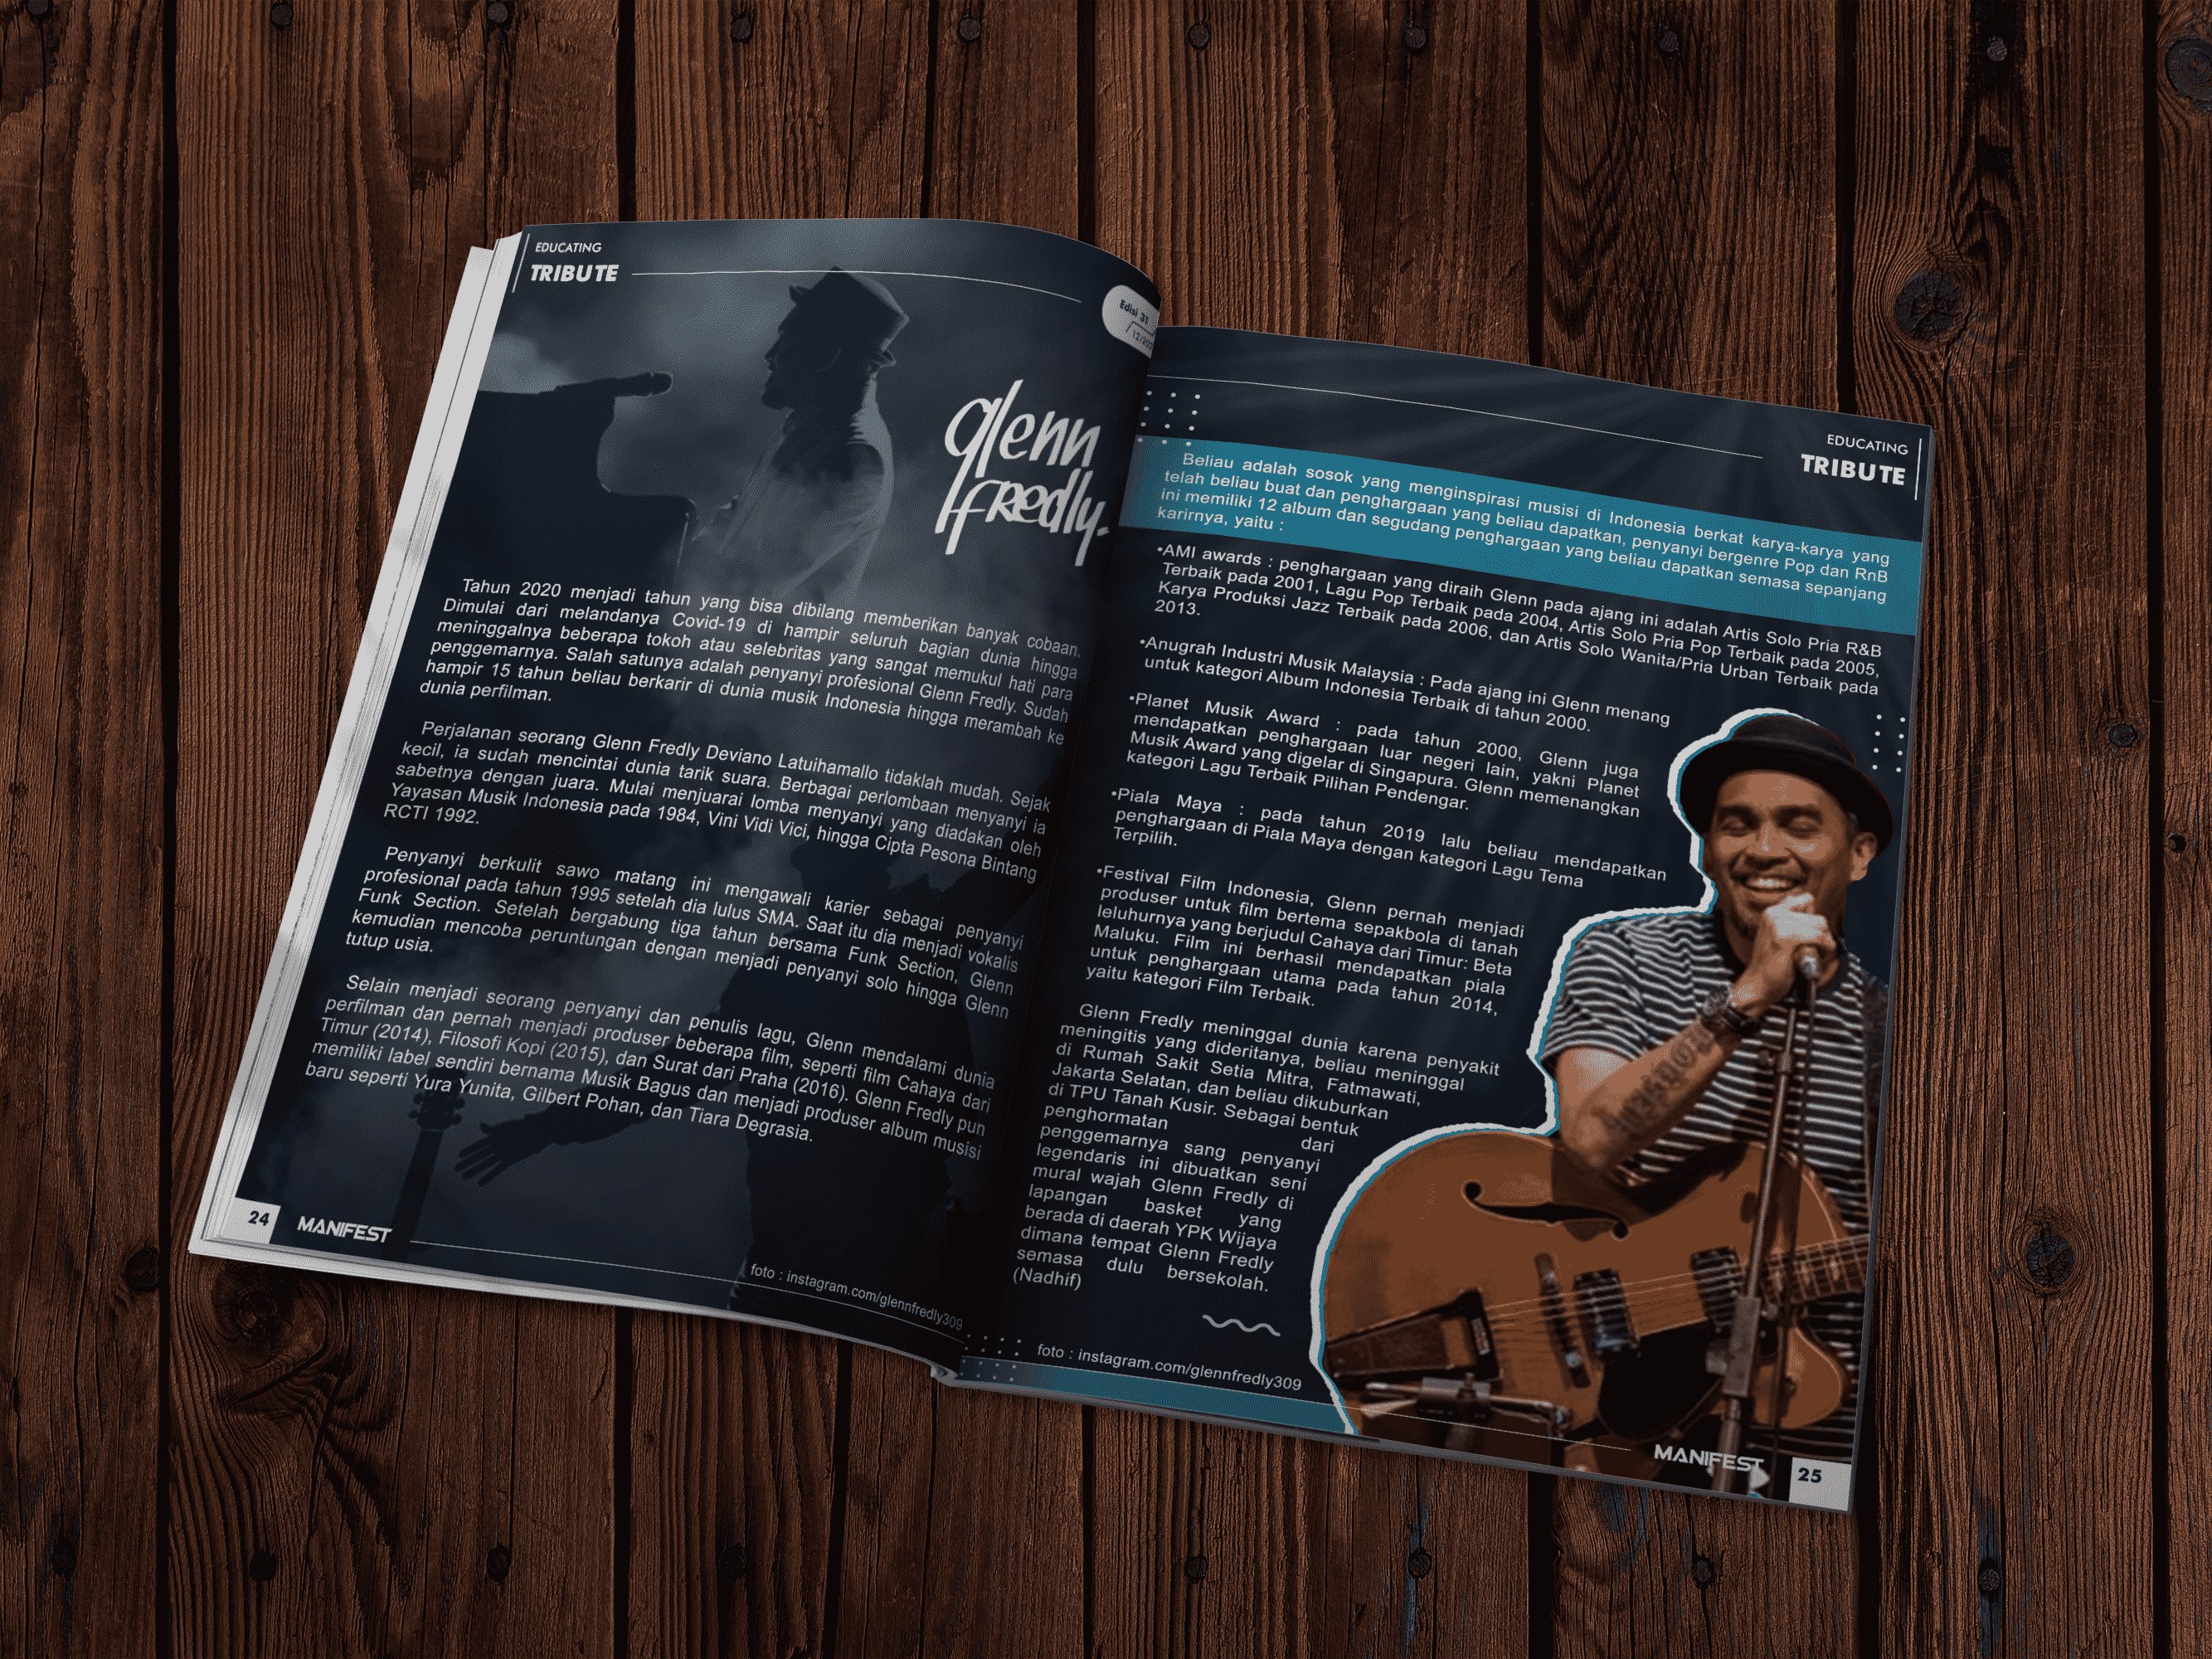 EDUCATING
TRIBUTE
Edisi 31
glenn
fredly.
Tahun 2020 menjadi tahun yang bisa dibilang memberikan banyak cobaan.
Dimulai dari melandanya Covid-19 di hampir seluruh bagian dunia hingga
meninggalnya beberapa tokoh atau selebritas yang sangat memukul hati para
penggemarnya. Salah satunya adalah penyanyi profesional Glenn Fredly. Sudah
hampir 15 tahun beliau berkarir di dunia musik Indonesia hingga merambah ke
dunia perfilman.
Perjalanan seorang Glenn Fredly Deviano Latuihamallo tidaklah mudah. Sejak
kecil, ia sudah mencintai dunia tarik suara. Berbagai perlombaan menyanyi ia
sabetnya dengan juara. Mulai menjuarai lomba menyanyi yang diadakan oleh
Yayasan Musik Indonesia pada 1984, Vini Vidi Vici, hingga Cipta Pesona Bintang
RCTI 1992.
Penyanyi berkulit sawo matang ini mengawali karier sebagai penyanyi
profesional pada tahun 1995 setelah dia lulus SMA. Saat itu dia menjadi vokalis
Funk Section. Setelah bergabung tiga tahun bersama Funk Section, Glenn
kemudian mencoba peruntungan dengan menjadi penyanyi solo hingga Glenn
tutup usia.
Selain menjadi seorang penyanyi dan penulis lagu, Glenn mendalami dunia
perfilman dan pernah menjadi produser beberapa film, seperti film Cahaya dari
Timur (2014), Filosofi Kopi (2015), dan Surat dari Praha (2016). Glenn Fredly pun
memiliki label sendiri bernama Musik Bagus dan menjadi produser album musisi
baru seperti Yura Yunita, Gilbert Pohan, dan Tiara Degrasia.
24 MANIFEST
foto : instagram.com/glennfredly309
EDUCATING
TRIBUTE
Beliau adalah sosok yang menginspirasi musisi di Indonesia berkat karya-karya yang
telah beliau buat dan penghargaan yang beliau dapatkan, penyanyi bergenre Pop dan RnB
ini memiliki 12 album dan segudang penghargaan yang beliau dapatkan semasa sepanjang
karirnya, yaitu :
•AMI awards : penghargaan yang diraih Glenn pada ajang ini adalah Artis Solo Pria R&B
Terbaik pada 2001, Lagu Pop Terbaik pada 2004, Artis Solo Pria Pop Terbaik pada 2005,
Karya Produksi Jazz Terbaik pada 2006, dan Artis Solo Wanita/Pria Urban Terbaik pada
2013.
•Anugrah Industri Musik Malaysia : Pada ajang ini Glenn menang
untuk kategori Album Indonesia Terbaik di tahun 2000.
•Planet Musik Award : pada tahun 2000, Glenn juga
mendapatkan penghargaan luar negeri lain, yakni Planet
Musik Award yang digelar di Singapura. Glenn memenangkan
kategori Lagu Terbaik Pilihan Pendengar.
•Piala Maya : pada tahun 2019 lalu beliau mendapatkan
penghargaan di Piala Maya dengan kategori Lagu Tema
Terpilih.
•Festival Film Indonesia, Glenn pernah menjadi
produser untuk film bertema sepakbola di tanah
leluhurnya yang berjudul Cahaya dari Timur: Beta
Maluku. Film ini berhasil mendapatkan piala
untuk penghargaan utama pada tahun 2014,
yaitu kategori Film Terbaik.
Glenn Fredly meninggal dunia karena penyakit
meningitis yang dideritanya, beliau meninggal
di Rumah Sakit Setia Mitra, Fatmawati,
Jakarta Selatan, dan beliau dikuburkan
di TPU Tanah Kusir. Sebagai bentuk
penghormatan dari
penggemarnya sang penyanyi
legendaris ini dibuatkan seni
mural wajah Glenn Fredly di
lapangan basket yang
berada di daerah YPK Wijaya
dimana tempat Glenn Fredly
semasa dulu bersekolah.
(Nadhif)
foto : instagram.com/glennfredly309
MANIFEST 25